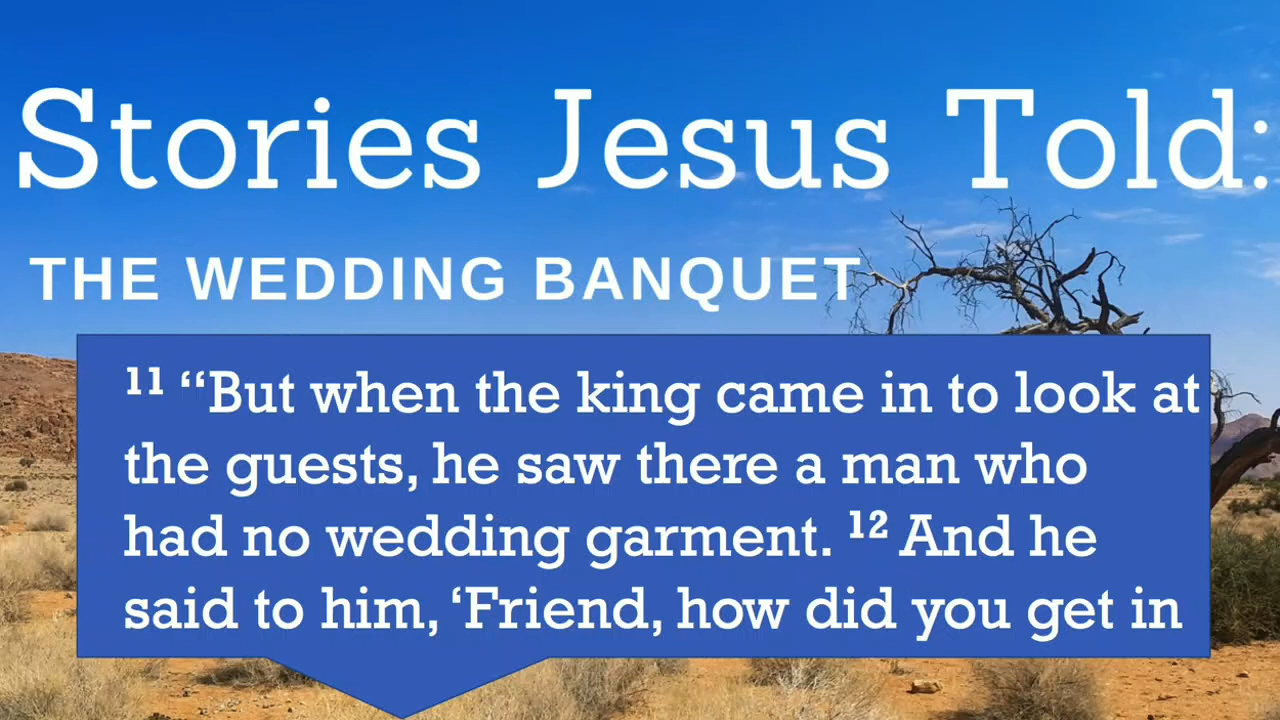 Stories Jesus Told:
THE WEDDING BANQUET
¹¹ “But when the king came in to look at
the guests, he saw there a man who
had no wedding garment. ¹² And he
said to him, ‘Friend, how did you get in